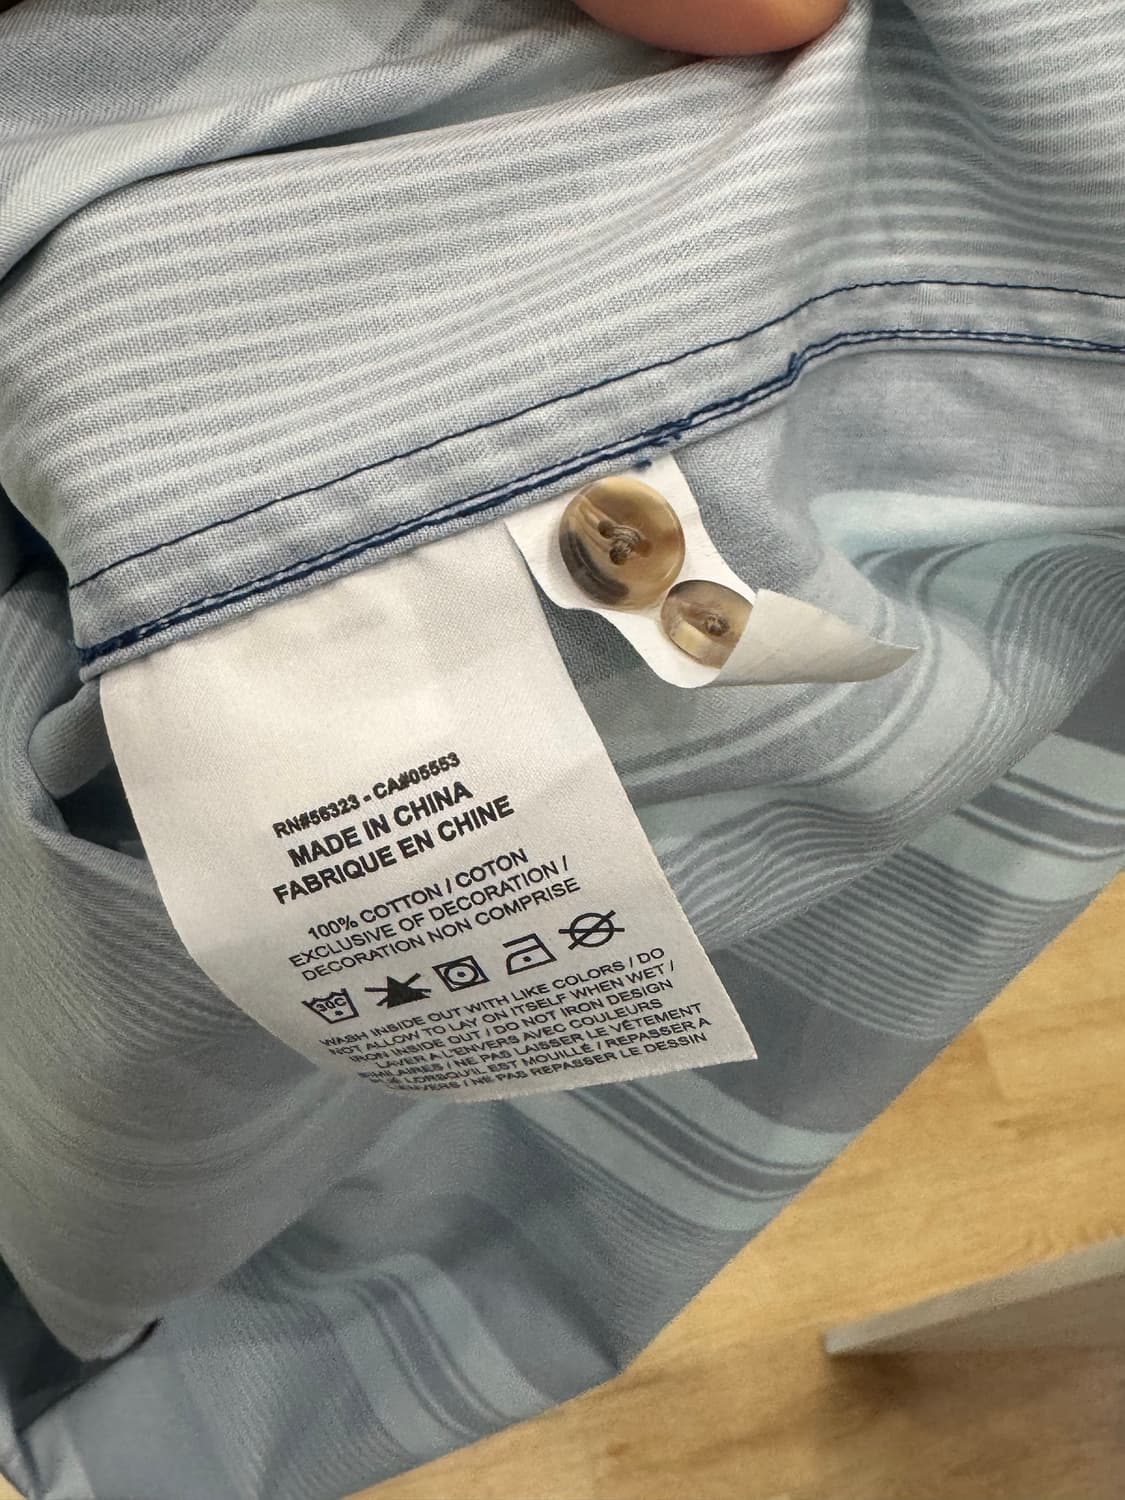 RN#56323 - CA#05553
MADE IN CHINA
FABRIQUE EN CHINE
100% COTTON / COTON
EXCLUSIVE OF DECORATION /
DECORATION NON COMPRISE
30C
WASH INSIDE OUT WITH LIKE COLORS / DO
NOT ALLOW TO LAY ON ITSELF WHEN WET /
IRON INSIDE OUT / DO NOT IRON DESIGN
LAVER A L'ENVERS AVEC COULEURS
SIMILAIRES / NE PAS LAISSER LE VÊTEMENT
LORSQU'IL EST MOUILLÉ / REPASSER A
L'ENVERS / NE PAS REPASSER LE DESSIN